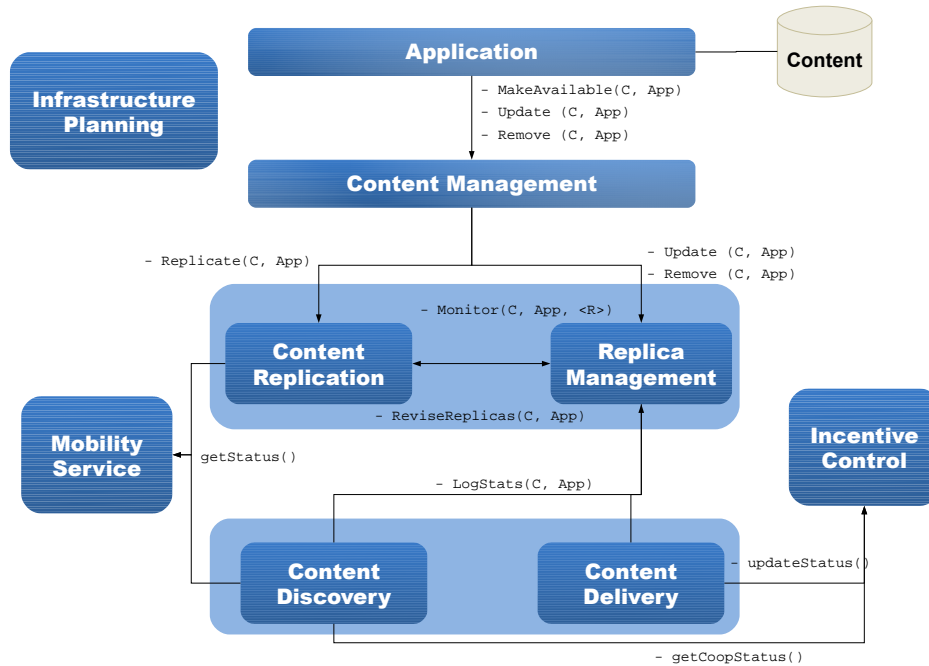 Application
Content
Infrastructure
Planning
- MakeAvailable(C, App)
- Update (C, App)
- Remove (C, App)
Content Management
- Replicate(C, App)
- Update (C, App)
- Remove (C, App)
- Monitor(C, App, <R>)
Content
Replication
Replica
Management
- ReviseReplicas(C, App)
Mobility
Service
getStatus()
Incentive
Control
- LogStats(C, App)
Content
Discovery
Content
Delivery
- updateStatus()
- getCoopStatus()